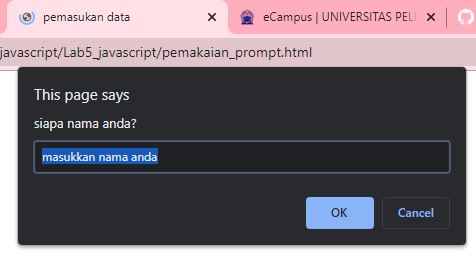 pemasukan data
eCampus | UNIVERSITAS PELI
javascript/Lab5_javascript/pemakaian_prompt.html
This page says
siapa nama anda?
masukkan nama anda
OK
Cancel